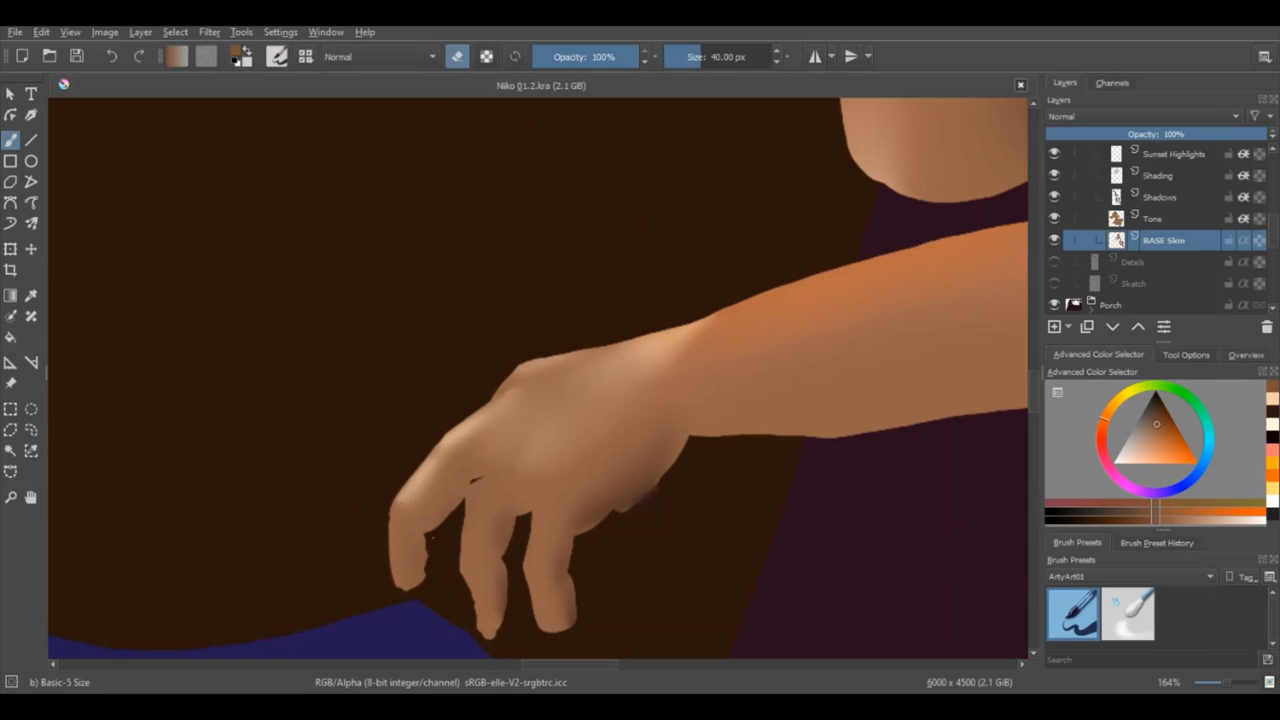 File Edit View Image Layer Select Filter Tools Settings Window Help
Normal
Opacity: 100%
Size: 40.00 px
Niko 01.2.kra (2.1 GiB)
Layers
Channels
Layers
Normal
Opacity: 100%
Sunset Highlights
Shading
Shadows
Tone
BASE Skin
Details
Sketch
Porch
Advanced Color Selector
Tool Options
Overview
Advanced Color Selector
Brush Presets
Brush Preset History
Brush Presets
ArtyArt01
Tag
Search
b) Basic-5 Size
RGB/Alpha (8-bit integer/channel) sRGB-elle-V2-srgbtrc.icc
6000 x 4500 (2.1 GiB)
164%